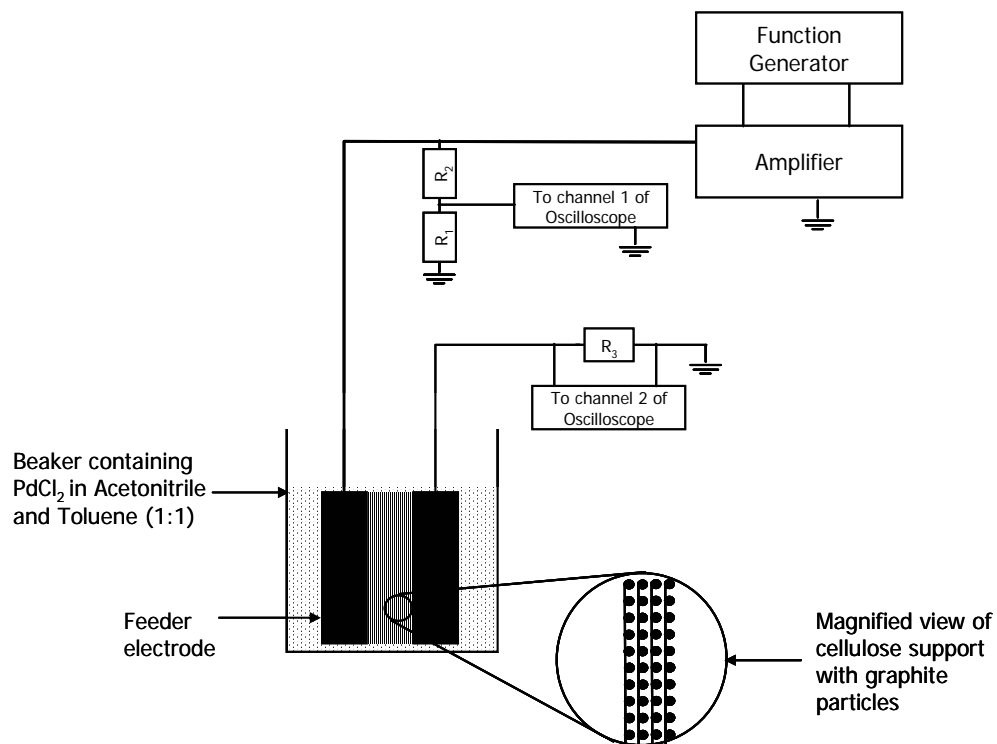 Function
Generator
Amplifier
R2
To channel 1 of
Oscilloscope
R1
R3
To channel 2 of
Oscilloscope
Beaker containing
PdCl2 in Acetonitrile
and Toluene (1:1)
Feeder
electrode
Magnified view of
cellulose support
with graphite
particles